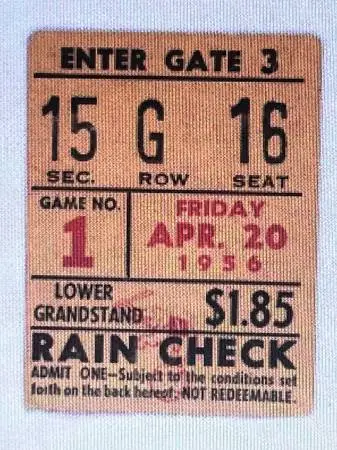 ENTER GATE 3
15 G 16
SEC. ROW SEAT
GAME NO.
1
FRIDAY
APR. 20
1956
LOWER
GRANDSTAND
$1.85
RAIN CHECK
ADMIT ONE—Subject to the conditions set
forth on the back hereof. NOT REDEEMABLE.